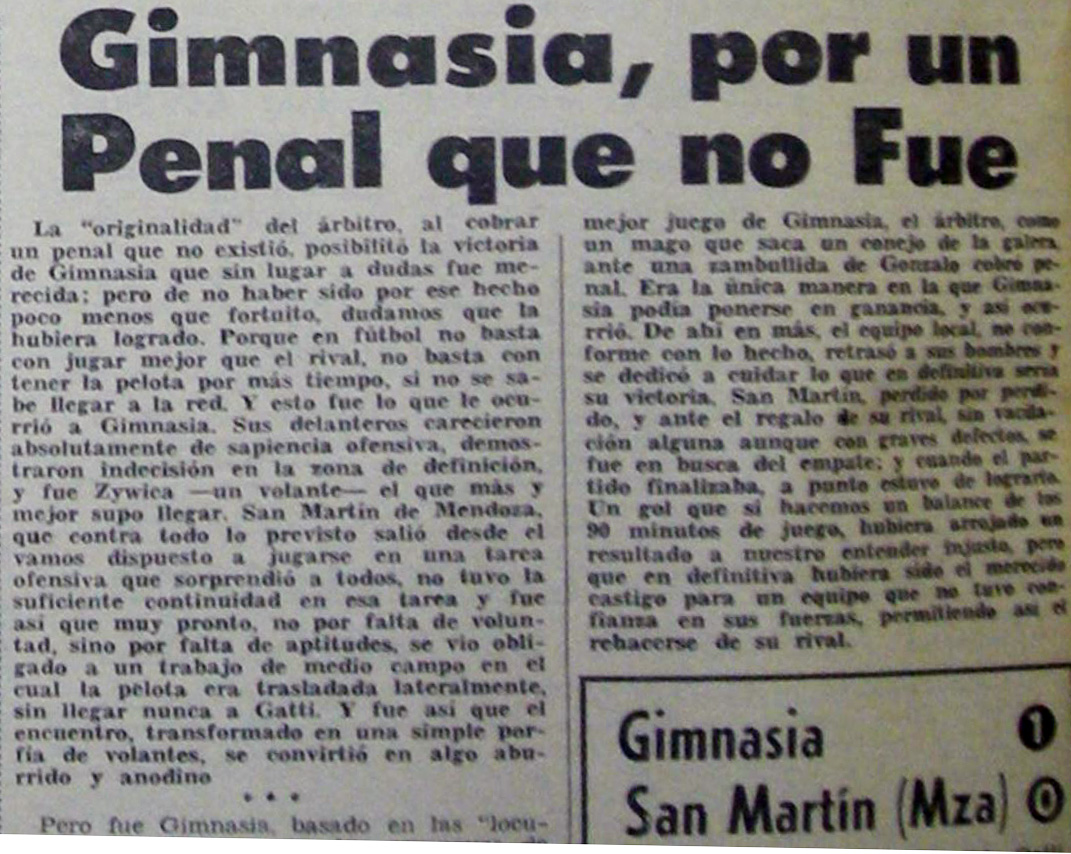 Gimnasia, por un
Penal que no Fue
La "originalidad" del árbitro, al cobrar
un penal que no existió, posibilitó la victoria
de Gimnasia que sin lugar a dudas fue me-
recida; pero de no haber sido por ese hecho
poco menos que fortuito, dudamos que la
hubiera logrado. Porque en fútbol no basta
con jugar mejor que el rival, no basta con
tener la pelota por más tiempo, si no se sa-
be llegar a la red. Y esto fue lo que le ocu-
rrió a Gimnasia. Sus delanteros carecieron
absolutamente de sapiencia ofensiva, demos-
traron indecisión en la zona de definición,
y fue Zywica —un volante— el que más y
mejor supo llegar. San Martín de Mendoza,
que contra todo lo previsto salió desde el
vamos dispuesto a jugarse en una tarea
ofensiva que sorprendió a todos, no tuvo la
suficiente continuidad en esa tarea y fue
así que muy pronto, no por falta de volun-
tad, sino por falta de aptitudes, se vio obli-
gado a un trabajo de medio campo en el
cual la pelota era trasladada lateralmente,
sin llegar nunca a Gatti. Y fue así que el
encuentro, transformado en una simple por-
fía de volantes, se convirtió en algo abu-
rrido y anodino
* * *
Pero fue Gimnasia, basado en las "locu-
mejor juego de Gimnasia, el árbitro, como
un mago que saca un conejo de la galera
ante una zambullida de Gonzalo cobró pe-
nal. Era la única manera en la que Gimna-
sia podía ponerse en ganancia, y así ocu-
rrió. De ahí en más, el equipo local, no con-
forme con lo hecho, retrasó a sus hombres y
se dedicó a cuidar lo que en definitiva sería
su victoria. San Martín, perdido por perdi-
do, y ante el regalo de su rival, sin vacila-
ción alguna aunque con graves defectos, se
fue en busca del empate; y cuando el par-
tido finalizaba, a punto estuvo de lograrlo.
Un gol que si hacemos un balance de los
90 minutos de juego, hubiera arrojado un
resultado a nuestro entender injusto, pero
que en definitiva hubiera sido el merecido
castigo para un equipo que no tuvo con-
fianza en sus fuerzas, permitiendo así el
rehacerse de su rival.
Gimnasia 1
San Martín (Mza) 0